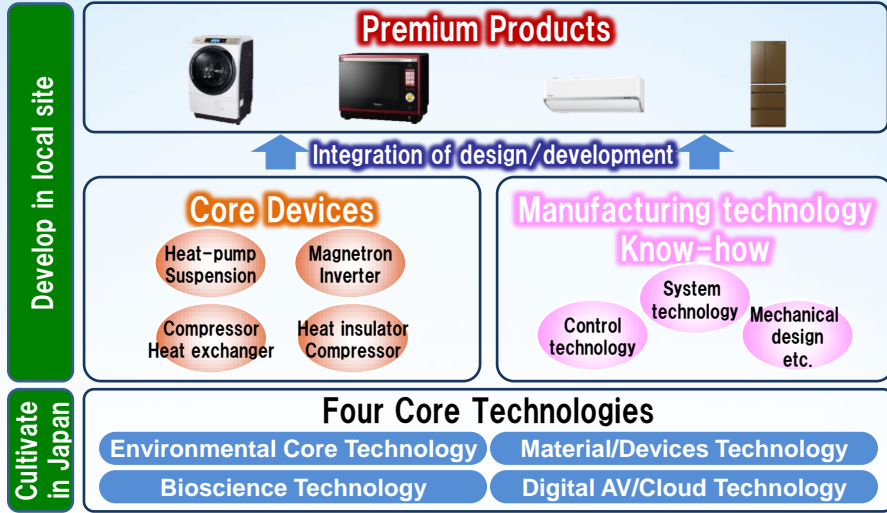 Develop in local site
Premium Products
Integration of design/development
Core Devices
Heat-pump
Suspension
Magnetron
Inverter
Compressor
Heat exchanger
Heat insulator
Compressor
Manufacturing technology
Know-how
System
technology
Control
technology
Mechanical
design
etc.
Cultivate
in Japan
Four Core Technologies
Environmental Core Technology
Material/Devices Technology
Bioscience Technology
Digital AV/Cloud Technology